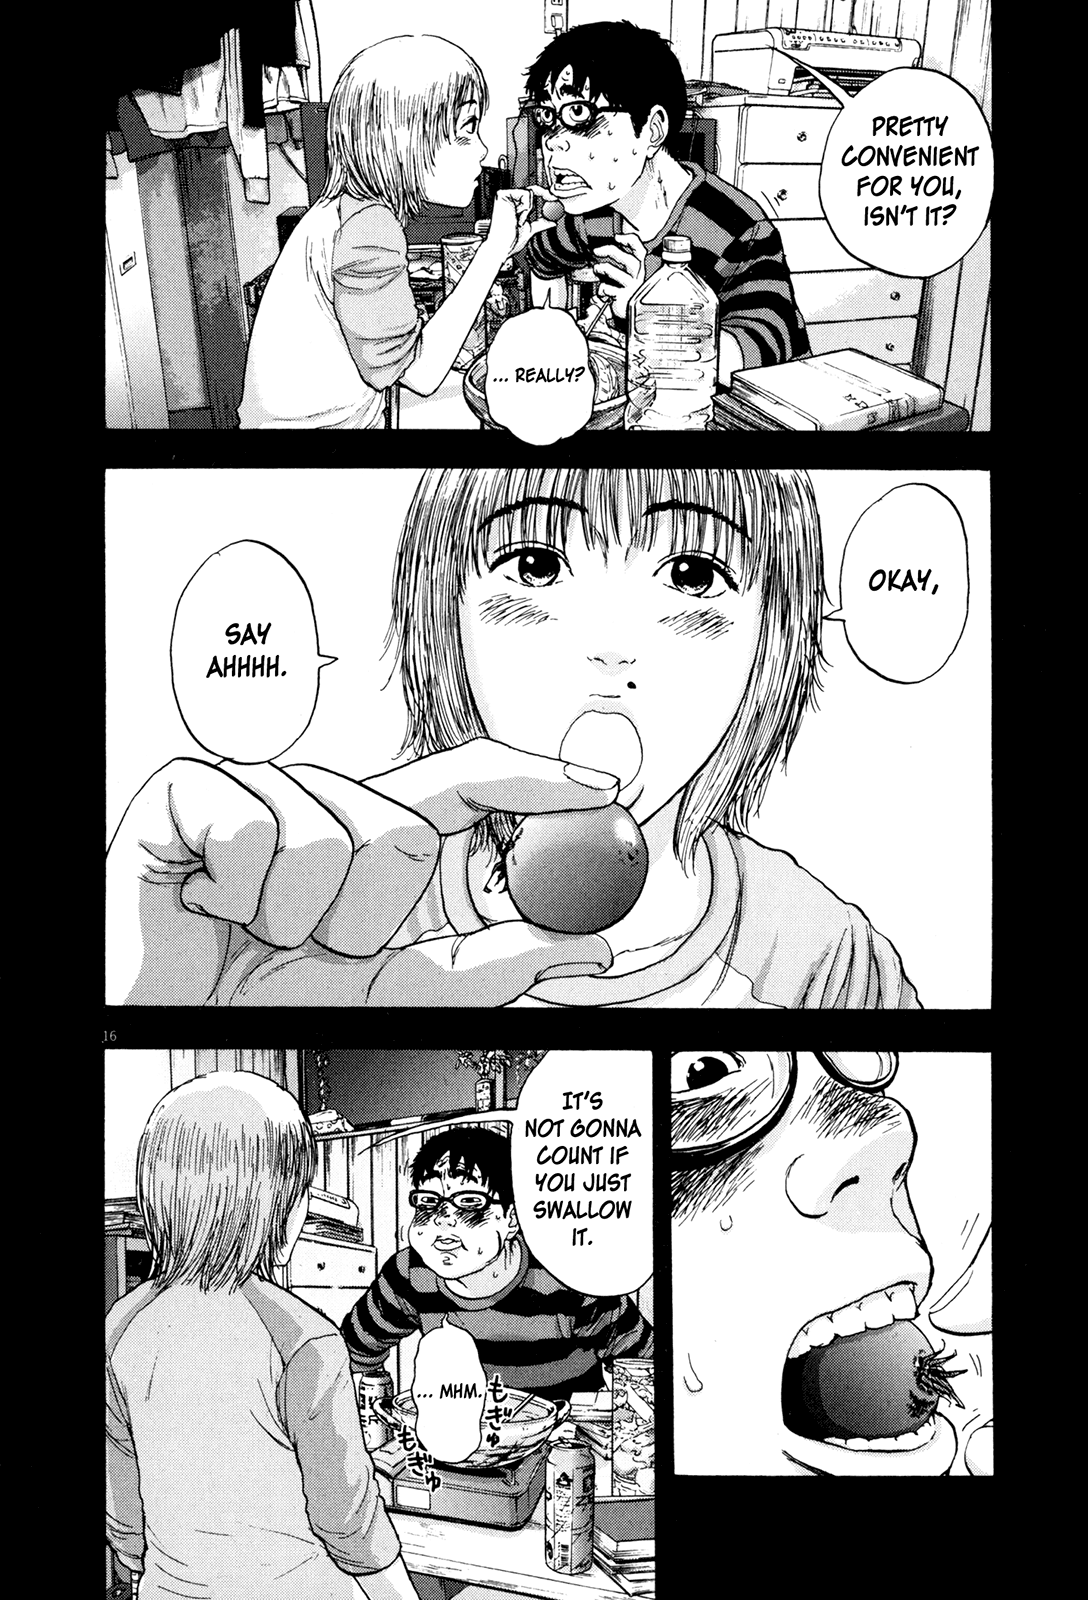 PRETTY
CONVENIENT
FOR YOU,
ISN'T IT?
... REALLY?
OKAY,
SAY
AHHHH.
16
IT'S
NOT GONNA
COUNT IF
YOU JUST
SWALLOW
IT.
... MHM.
もぎゅ
もぎゅ